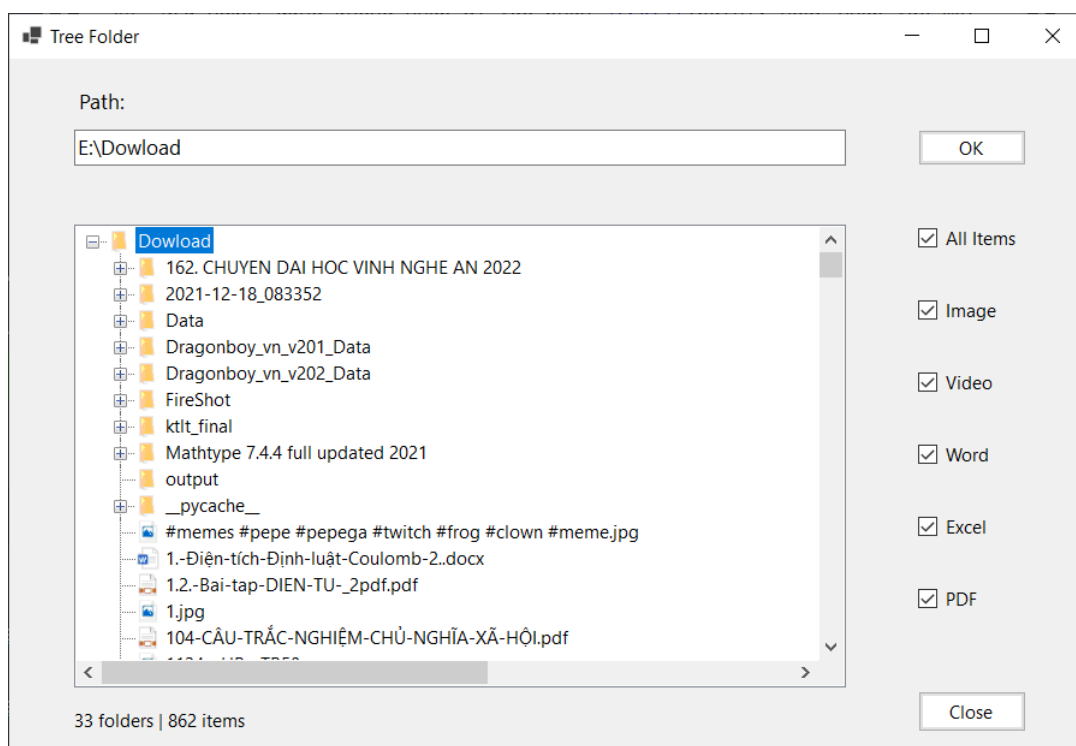 Tree Folder
Path:
E:\Dowload
OK
Dowload
162. CHUYEN DAI HOC VINH NGHE AN 2022
2021-12-18_083352
Data
Dragonboy_vn_v201_Data
Dragonboy_vn_v202_Data
FireShot
ktlt_final
Mathtype 7.4.4 full updated 2021
output
__pycache__
#memes #pepe #pepega #twitch #frog #clown #meme.jpg
1.-Điện-tích-Định-luật-Coulomb-2..docx
1.2.-Bai-tap-DIEN-TU-_2pdf.pdf
1.jpg
104-CÂU-TRẮC-NGHIỆM-CHỦ-NGHĨA-XÃ-HỘI.pdf
All Items
Image
Video
Word
Excel
PDF
33 folders | 862 items
Close